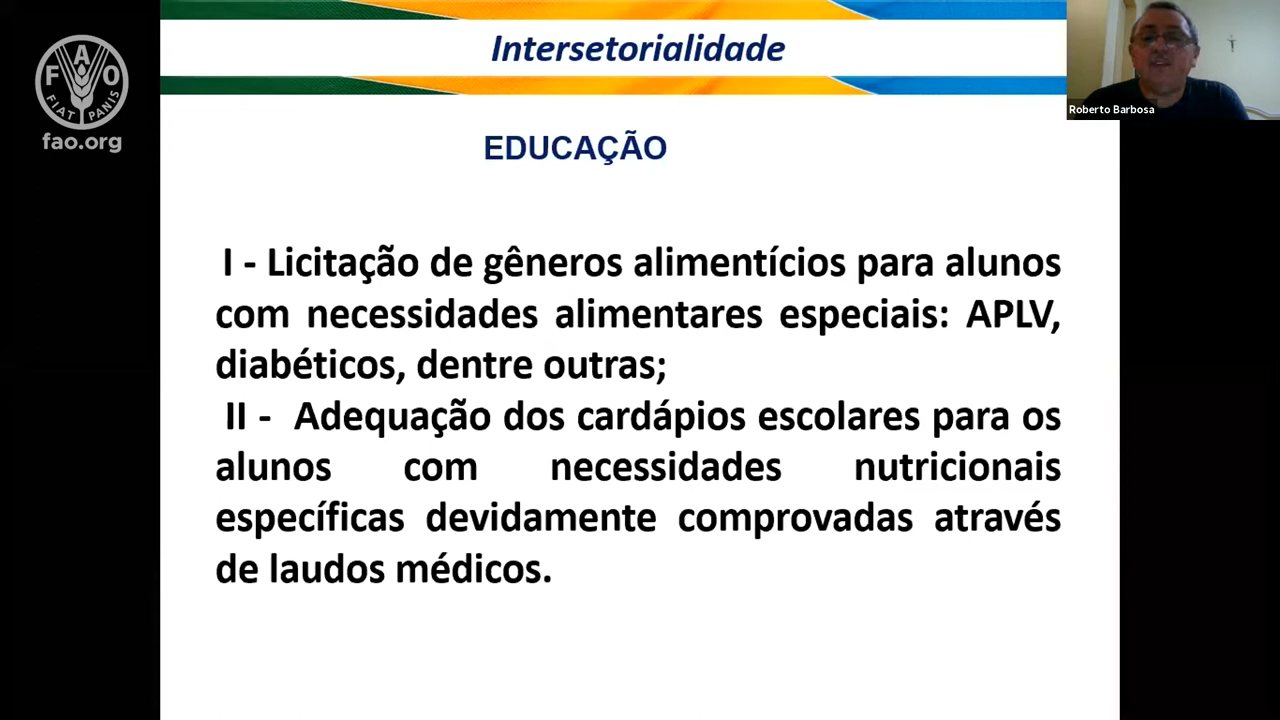 Intersetorialidade
FAO
FIAT PANIS
fao.org
Roberto Barbosa
EDUCAÇÃO
I - Licitação de gêneros alimentícios para alunos
com necessidades alimentares especiais: APLV,
diabéticos, dentre outras;
II - Adequação dos cardápios escolares para os
alunos com necessidades nutricionais
específicas devidamente comprovadas através
de laudos médicos.